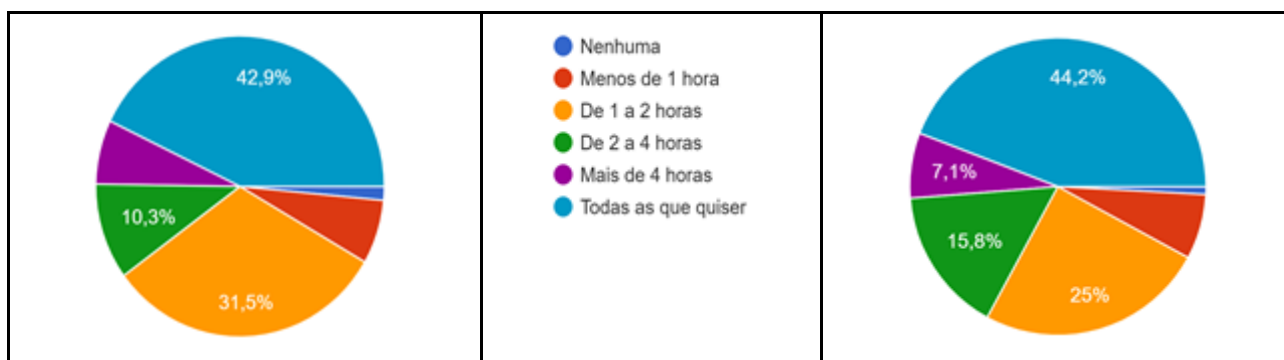 42,9%
10,3%
31,5%
Nenhuma
Menos de 1 hora
De 1 a 2 horas
De 2 a 4 horas
Mais de 4 horas
Todas as que quiser
44,2%
7,1%
15,8%
25%